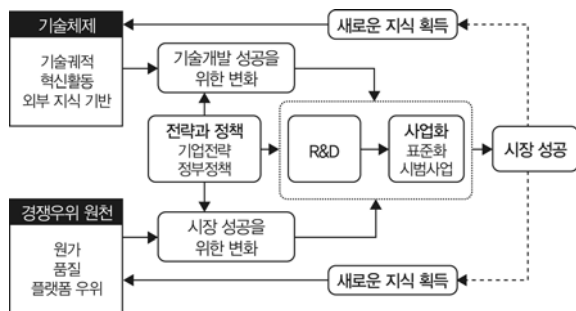 기술체제
기술궤적
혁신활동
외부 지식 기반
새로운 지식 획득
기술개발 성공을
위한 변화
전략과 정책
기업전략
정부정책
R&D
사업화
표준화
시범사업
시장 성공
경쟁우위 원천
원가
품질
플랫폼 우위
시장 성공을
위한 변화
새로운 지식 획득